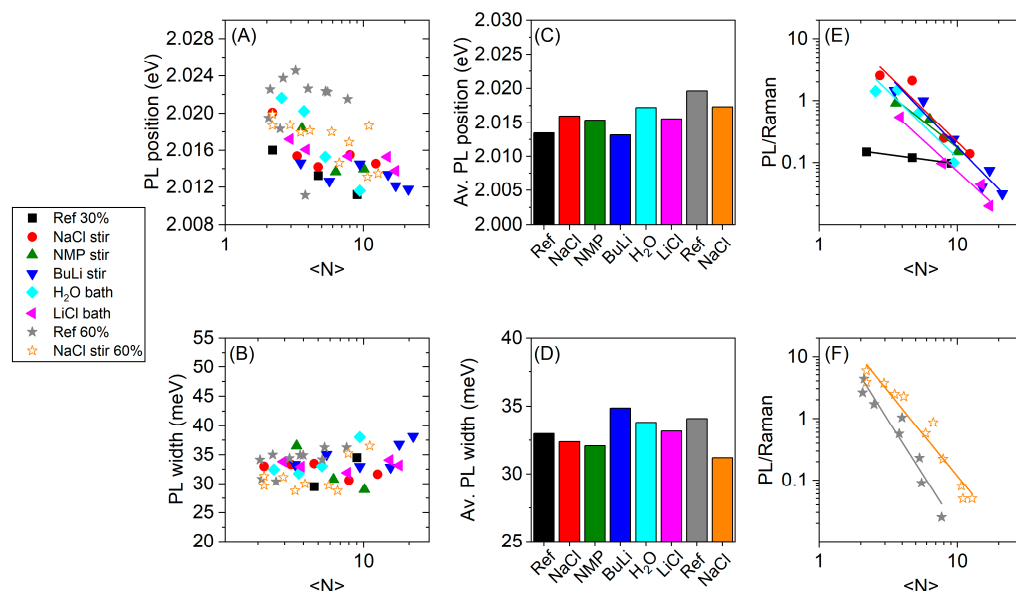 (A)
PL position (eV)
2.028
2.024
2.020
2.016
2.012
2.008
1
10
<N>
(C)
Av. PL position (eV)
2.030
2.025
2.020
2.015
2.010
2.005
2.000
Ref
NaCl
NMP
BuLi
H2O
LiCl
Ref
NaCl
(E)
PL/Raman
10
1
0.1
1
10
<N>
Ref 30%
NaCl stir
NMP stir
BuLi stir
H2O bath
LiCl bath
Ref 60%
NaCl stir 60%
(B)
PL width (meV)
55
50
45
40
35
30
25
20
1
10
<N>
(D)
Av. PL width (meV)
40
35
30
25
Ref
NaCl
NMP
BuLi
H2O
LiCl
Ref
NaCl
(F)
PL/Raman
10
1
0.1
1
10
<N>